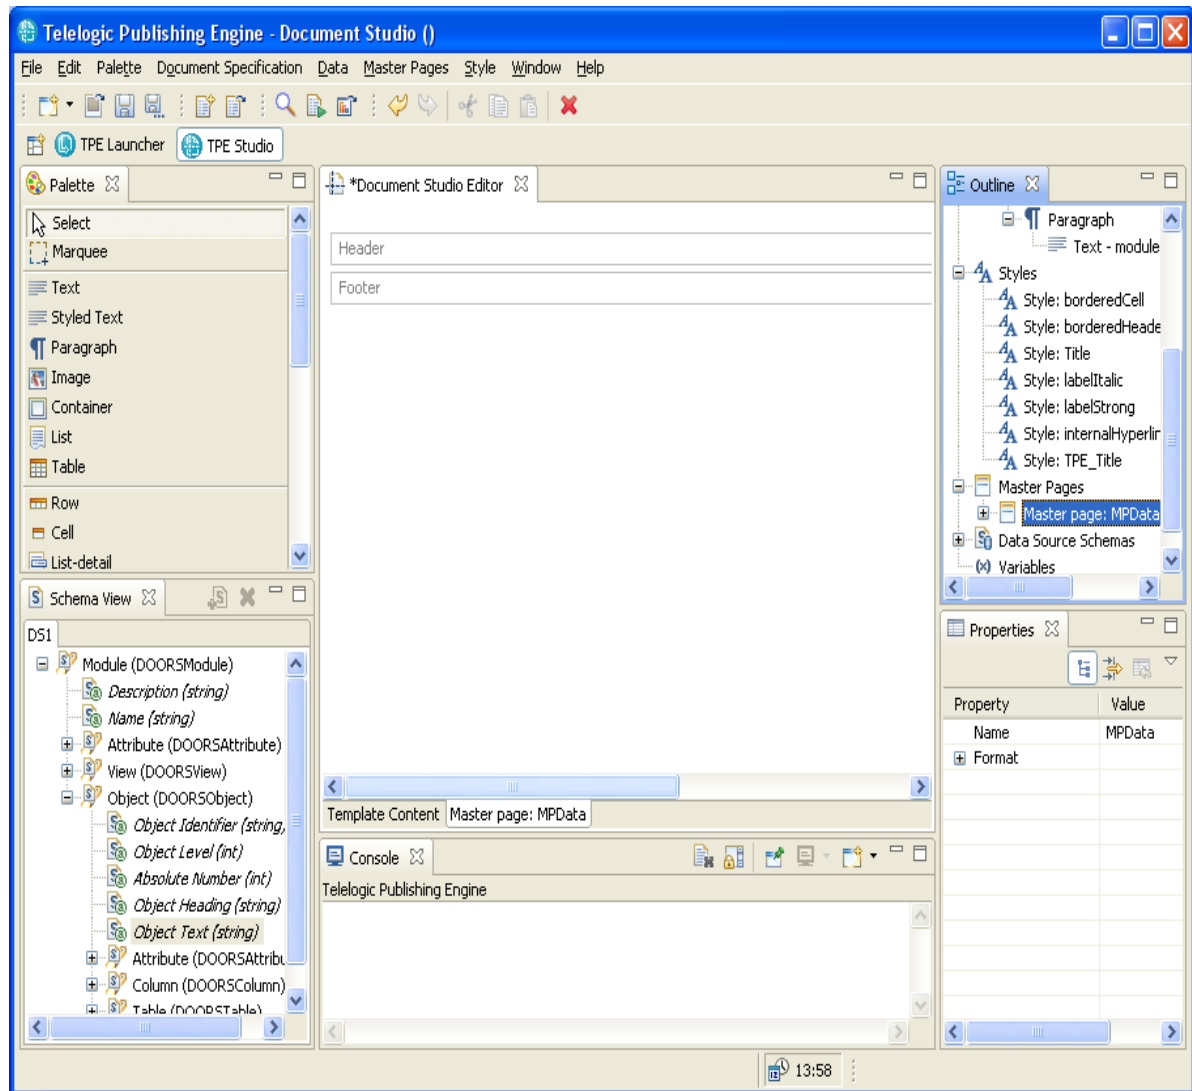 Telelogic Publishing Engine - Document Studio ()
File Edit Palette Document Specification Data Master Pages Style Window Help
TPE Launcher TPE Studio
Palette
Select
Marquee
Text
Styled Text
Paragraph
Image
Container
List
Table
Row
Cell
List-detail
Schema View
DS1
Module (DOORSModule)
Description (string)
Name (string)
Attribute (DOORSAttribute)
View (DOORSView)
Object (DOORSObject)
Object Identifier (string,
Object Level (int)
Absolute Number (int)
Object Heading (string)
Object Text (string)
Attribute (DOORSAttribu
Column (DOORSColumn)
Table (DOORSTable)
*Document Studio Editor
Header
Footer
Template Content Master page: MPData
Console
Telelogic Publishing Engine
Outline
Paragraph
Text - module
Styles
Style: borderedCell
Style: borderedHeade
Style: Title
Style: labelItalic
Style: labelStrong
Style: internalHyperlin
Style: TPE_Title
Master Pages
Master page: MPData
Data Source Schemas
(x) Variables
Properties
Property Value
Name MPData
Format
13:58